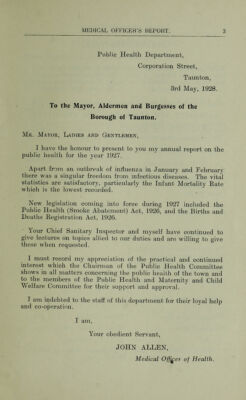 MEDICAL OFFICER'S REPORT. 3
Public Health Department,
Corporation Street,
Taunton,
3rd May, 1928.
To the Mayor, Aldermen and Burgesses of the
Borough of Taunton.
MR. MAYOR, LADIES AND GENTLEMEN,
I have the honour to present to you my annual report on the
public health for the year 1927.
Apart from an outbreak of influenza in January and February
there was a singular freedom from infectious diseases. The vital
statistics are satisfactory, particularly the Infant Mortality Rate
which is the lowest recorded.
New legislation coming into force during 1927 included the
Public Health (Smoke Abatement) Act, 1926, and the Births and
Deaths Registration Act, 1926.
Your Chief Sanitary Inspector and myself have continued to
give lectures on topics allied to our duties and are willing to give
these when requested.
I must record my appreciation of the practical and continued
interest which the Chairman of the Public Health Committee
shows in all matters concerning the public health of the town and
to the members of the Public Health and Maternity and Child
Welfare Committee for their support and approval.
I am indebted to the staff of this department for their loyal help
and co-operation.
I am,
Your obedient Servant,
JOHN ALLEN,
Medical Officer of Health.